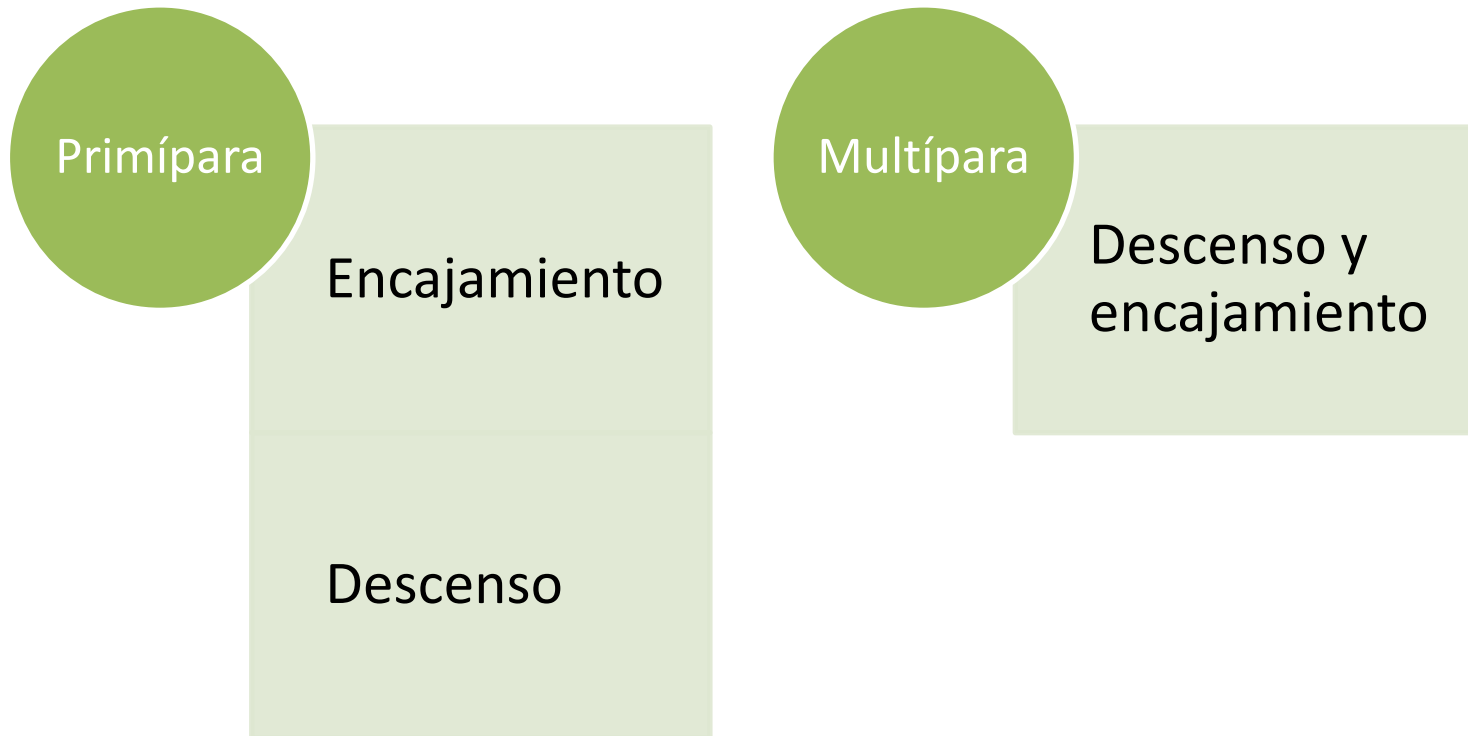 Primípara
Encajamiento
Descenso
Multípara
Descenso y
encajamiento